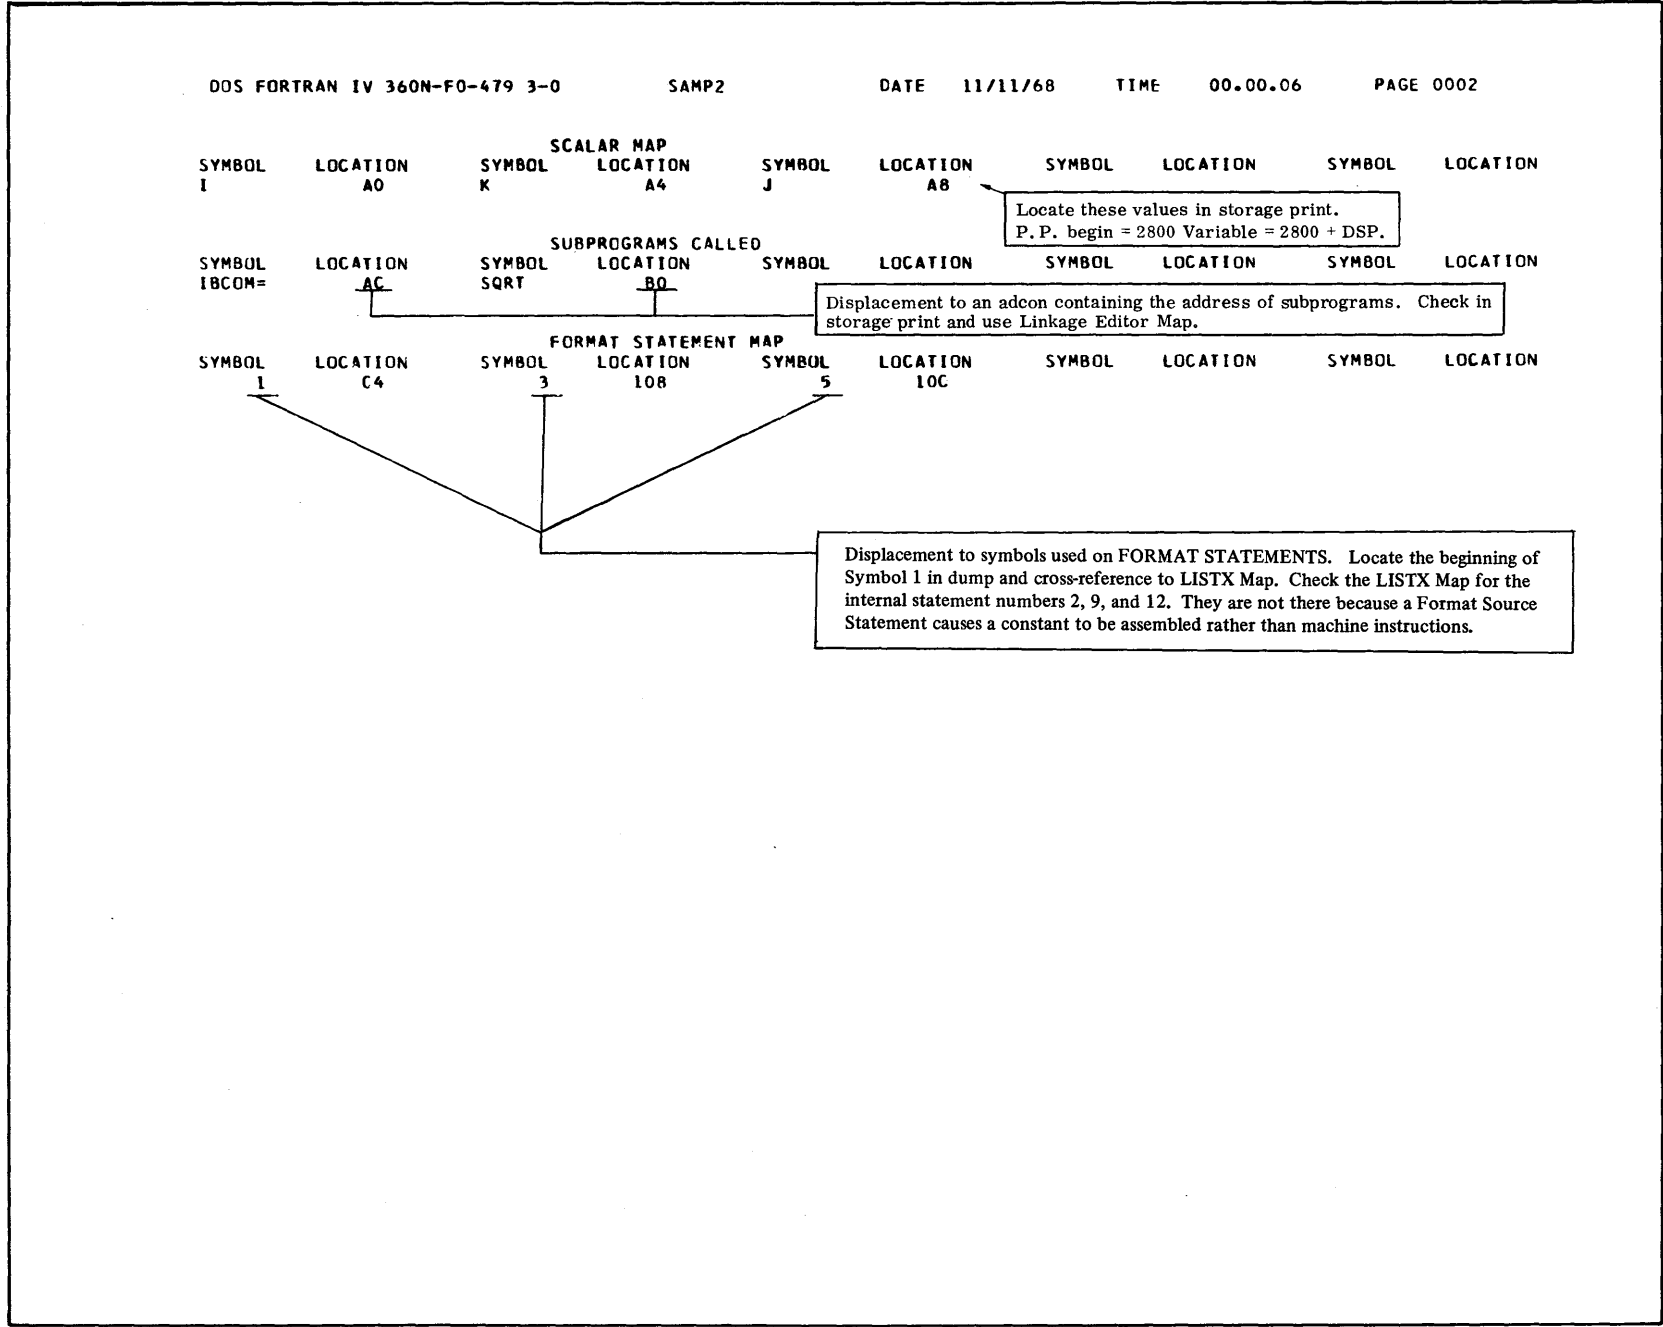 DOS FORTRAN IV 360N-FO-479 3-0 SAMP2 DATE 11/11/68 TIME 00.00.06 PAGE 0002
SCALAR MAP
SYMBOL LOCATION SYMBOL LOCATION SYMBOL LOCATION SYMBOL LOCATION SYMBOL LOCATION
I A0 K A4 J A8
Locate these values in storage print.
P.P. begin = 2800 Variable = 2800 + DSP.
SUBPROGRAMS CALLED
SYMBOL LOCATION SYMBOL LOCATION SYMBOL LOCATION SYMBOL LOCATION SYMBOL LOCATION
IBCOM= AC SQRT B0
Displacement to an adcon containing the address of subprograms. Check in
storage print and use Linkage Editor Map.
FORMAT STATEMENT MAP
SYMBOL LOCATION SYMBOL LOCATION SYMBOL LOCATION SYMBOL LOCATION SYMBOL LOCATION
1 C4 3 108 5 10C
Displacement to symbols used on FORMAT STATEMENTS. Locate the beginning of
Symbol 1 in dump and cross-reference to LISTX Map. Check the LISTX Map for the
internal statement numbers 2, 9, and 12. They are not there because a Format Source
Statement causes a constant to be assembled rather than machine instructions.